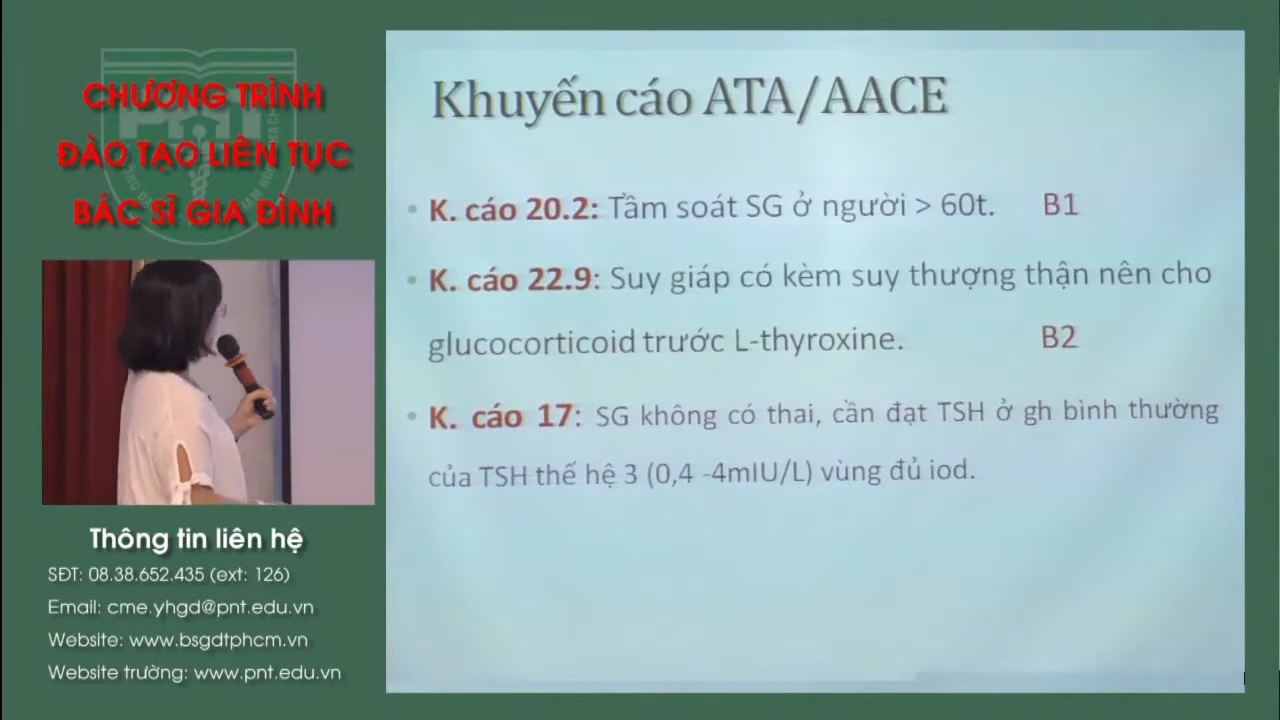 CHƯƠNG TRÌNH
ĐÀO TẠO LIÊN TỤC
BÁC SĨ GIA ĐÌNH
Thông tin liên hệ
SĐT: 08.38.652.435 (ext: 126)
Email: cme.yhgd@pnt.edu.vn
Website: www.bsgdtphcm.vn
Website trường: www.pnt.edu.vn
Khuyến cáo ATA/AACE
• K. cáo 20.2: Tầm soát SG ở người > 60t. B1
• K. cáo 22.9: Suy giáp có kèm suy thượng thận nên cho
glucocorticoid trước L-thyroxine. B2
• K. cáo 17: SG không có thai, cần đạt TSH ở gh bình thường
của TSH thế hệ 3 (0,4 -4mIU/L) vùng đủ iod.